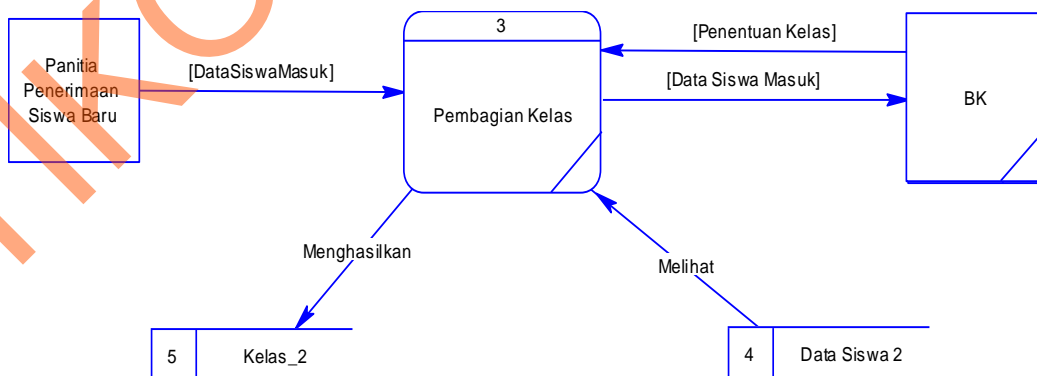 3
[Penentuan Kelas]
Panitia
Penerimaan
Siswa Baru
[DataSiswaMasuk]
[Data Siswa Masuk]
Pembagian Kelas
BK
Menghasilkan
Melihat
5
Kelas_2
4
Data Siswa 2